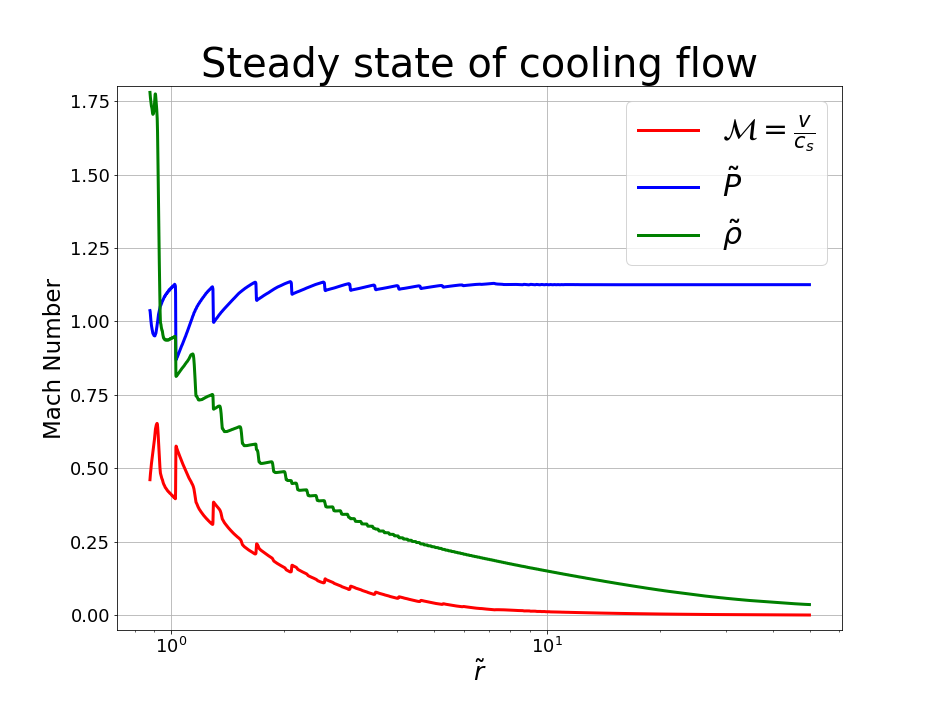 Steady state of cooling flow
1.75
1.50
1.25
1.00
0.75
0.50
0.25
0.00
Mach Number
ℳ = v/cₛ
P̃
ρ̃
10⁰
10¹
r̃